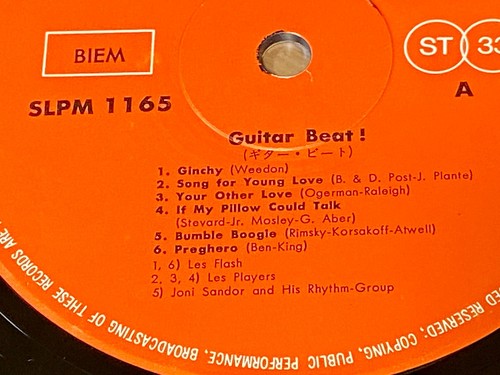 BIEM
ST 33
SLPM 1165
A
Guitar Beat!
(ギター・ビート)
1. Ginchy (Weedon)
2. Song for Young Love (B. & D. Post-J. Plante)
3. Your Other Love (Ogerman-Raleigh)
4. If My Pillow Could Talk
(Stevard-Jr. Mosley-G. Aber)
5. Bumble Boogie (Rimsky-Korsakoff-Atwell)
6. Preghero (Ben-King)
1, 6) Les Flash
2, 3, 4) Les Players
5) Joni Sandor and His Rhythm-Group
RESERVED: COPYING, PUBLIC PERFORMANCE, BROADCASTING OF THESE RECORDS ARE